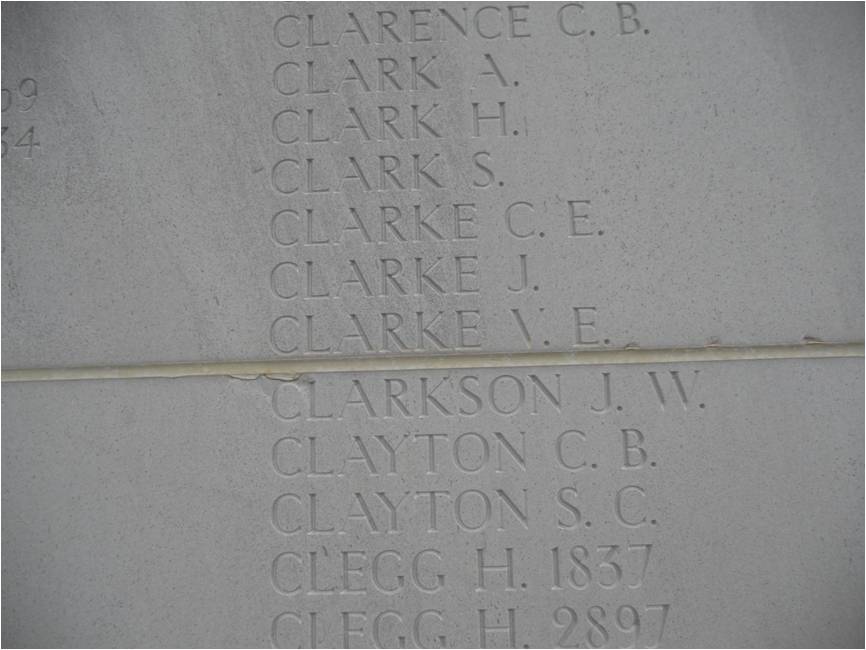 CLARENCE C. B.
CLARK A.
CLARK H.
CLARK S.
CLARKE C. E.
CLARKE J.
CLARKE V. E.
CLARKSON J. W.
CLAYTON C. B.
CLAYTON S. C.
CLEGG H. 1837
CLEGG H. 2897